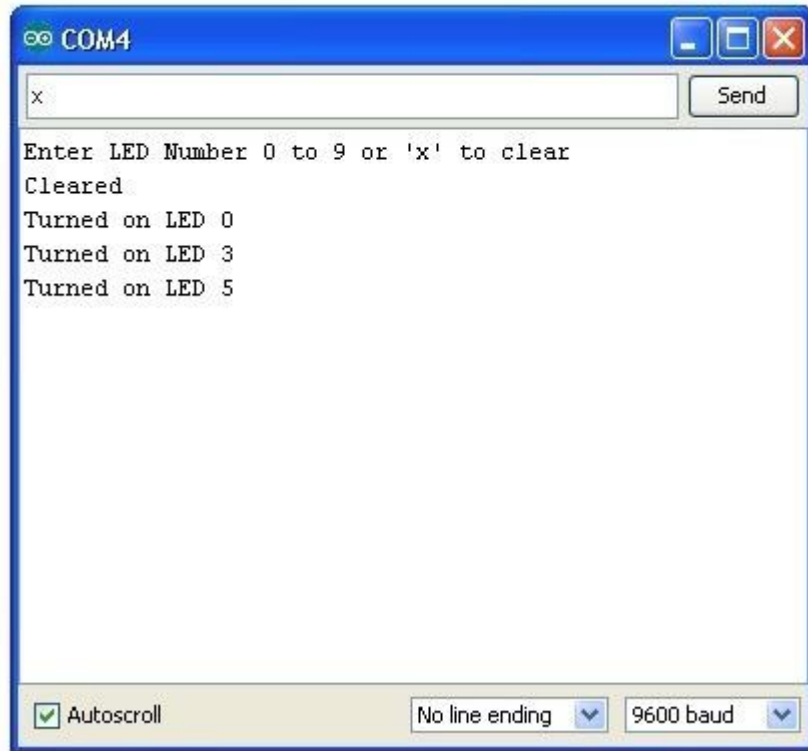 COM4
x
Send
Enter LED Number 0 to 9 or 'x' to clear
Cleared
Turned on LED 0
Turned on LED 3
Turned on LED 5
Autoscroll
No line ending
9600 baud